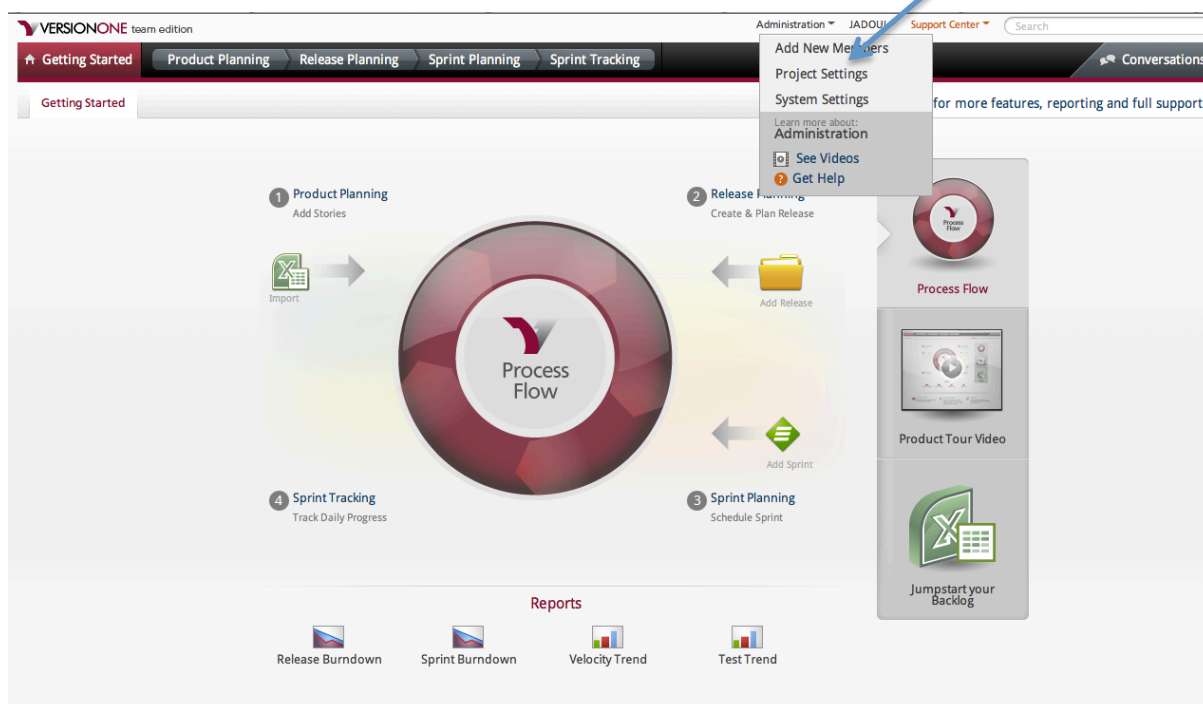 VERSIONONE team edition
Administration JADOUL Support Center Search
Add New Members
Project Settings
System Settings
Learn more about:
Administration
See Videos
Get Help
Getting Started Product Planning Release Planning Sprint Planning Sprint Tracking Conversations
Getting Started
for more features, reporting and full support
1 Product Planning
Add Stories
Import
2 Release Planning
Create & Plan Release
Add Release
Process
Flow
Add Sprint
4 Sprint Tracking
Track Daily Progress
3 Sprint Planning
Schedule Sprint
Process
Flow
Process Flow
Product Tour Video
Jumpstart your
Backlog
Reports
Release Burndown Sprint Burndown Velocity Trend Test Trend